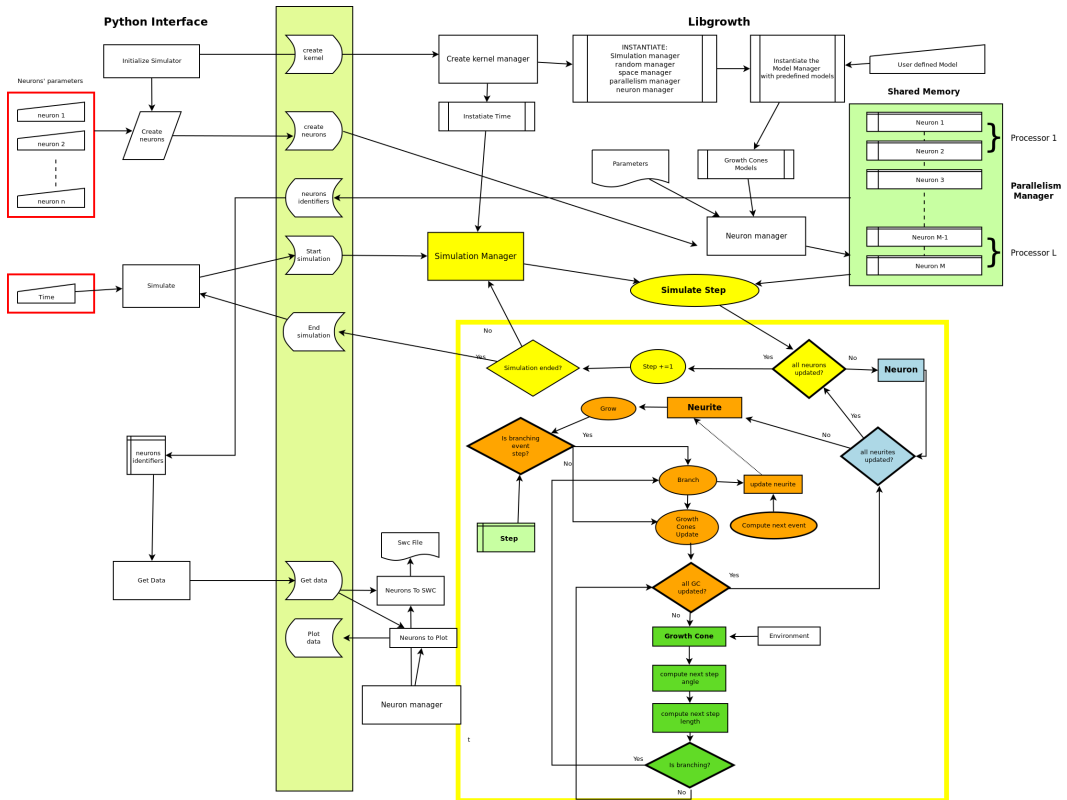 Python Interface
Libgrowth
Initialize Simulator
create
kernel
Create kernel manager
INSTANTIATE:
Simulation manager
random manager
space manager
parallelism manager
neuron manager
Instantiate the
Model Manager
with predefined models
User defined Model
Neurons' parameters
neuron 1
neuron 2
neuron n
Create
neurons
create
neurons
Instatiate Time
Shared Memory
Neuron 1
Neuron 2
Neuron 3
Neuron M-1
Neuron M
Processor 1
Parallelism
Manager
Processor L
Parameters
Growth Cones
Models
neurons
identifiers
Neuron manager
Start
simulation
Simulation Manager
Time
Simulate
Simulate Step
End
simulation
No
Yes
Simulation ended?
Step +=1
Yes
all neurons
updated?
No
Neuron
Grow
Neurite
Yes
No
all neurites
updated?
Is branching
event
step?
Yes
No
neurons
identifiers
Branch
update neurite
Growth
Cones
Update
Compute next event
Step
Swc File
Get Data
Get data
Neurons To SWC
all GC
updated?
Yes
No
Plot
data
Neurons to Plot
Growth Cone
Environment
compute next step
angle
Neuron manager
compute next step
length
t
Yes
Is branching?
No